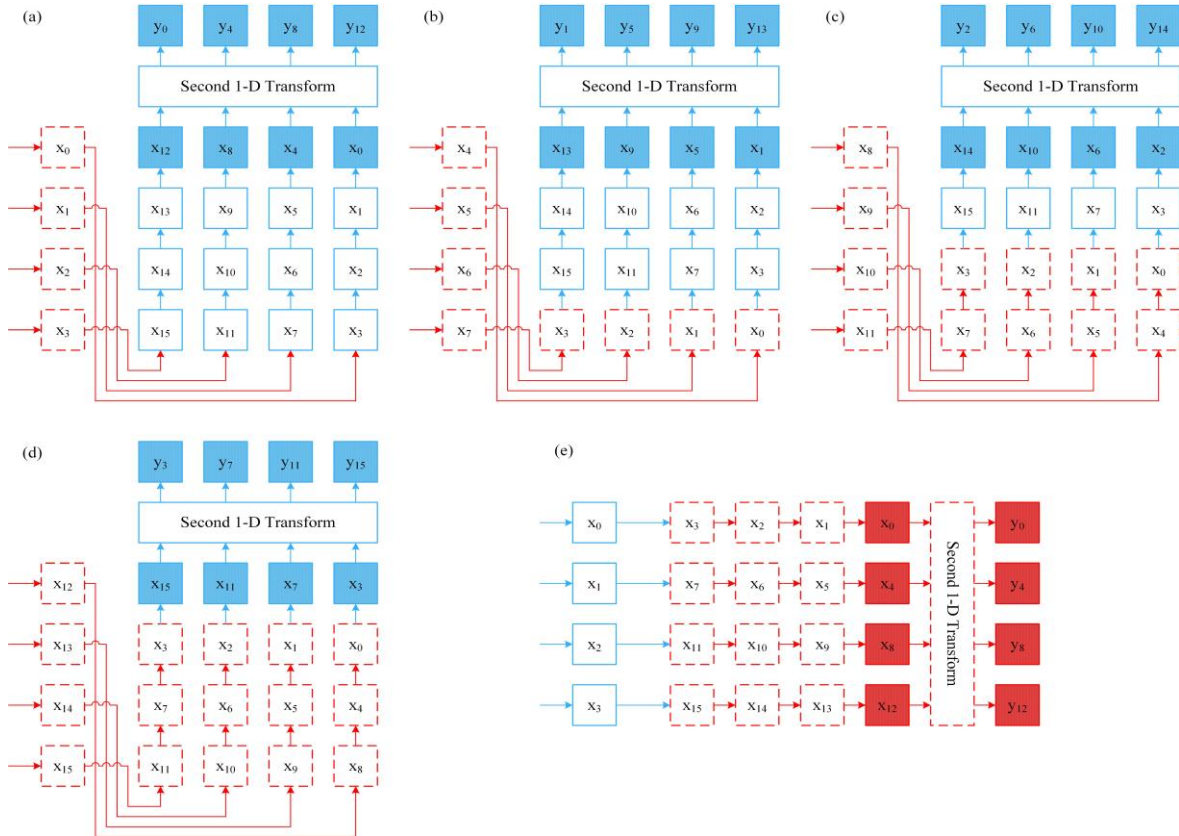 (a)
y0 y4 y8 y12
Second 1-D Transform
x0 x12 x8 x4 x0
x1 x13 x9 x5 x1
x2 x14 x10 x6 x2
x3 x15 x11 x7 x3
(b)
y1 y5 y9 y13
Second 1-D Transform
x4 x13 x9 x5 x1
x5 x14 x10 x6 x2
x6 x15 x11 x7 x3
x7 x3 x2 x1 x0
(c)
y2 y6 y10 y14
Second 1-D Transform
x8 x14 x10 x6 x2
x9 x15 x11 x7 x3
x10 x3 x2 x1 x0
x11 x7 x6 x5 x4
(d)
y3 y7 y11 y15
Second 1-D Transform
x12 x15 x11 x7 x3
x13 x3 x2 x1 x0
x14 x7 x6 x5 x4
x15 x11 x10 x9 x8
(e)
x0 x3 x2 x1 x0 y0
x1 x7 x6 x5 x4 y4
x2 x11 x10 x9 x8 y8
x3 x15 x14 x13 x12 y12
Second 1-D Transform